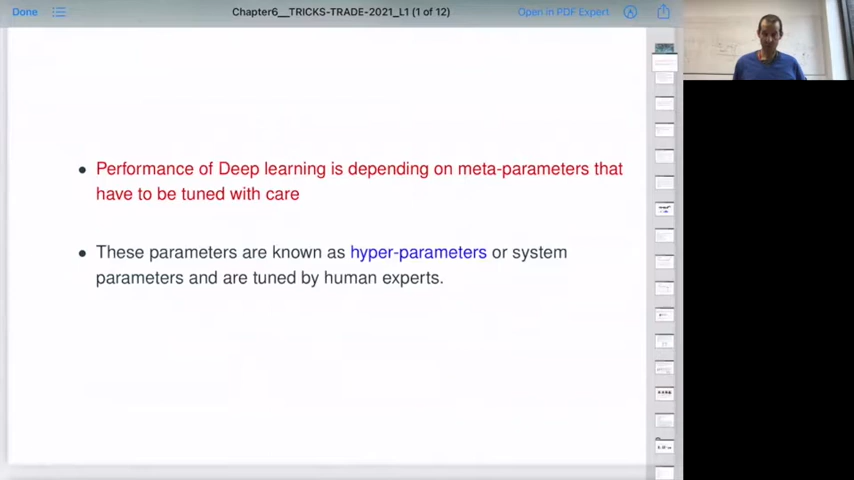 Done
Chapter6__TRICKS-TRADE-2021_L1 (1 of 12)
Open in PDF Expert
• Performance of Deep learning is depending on meta-parameters that
have to be tuned with care
• These parameters are known as hyper-parameters or system
parameters and are tuned by human experts.